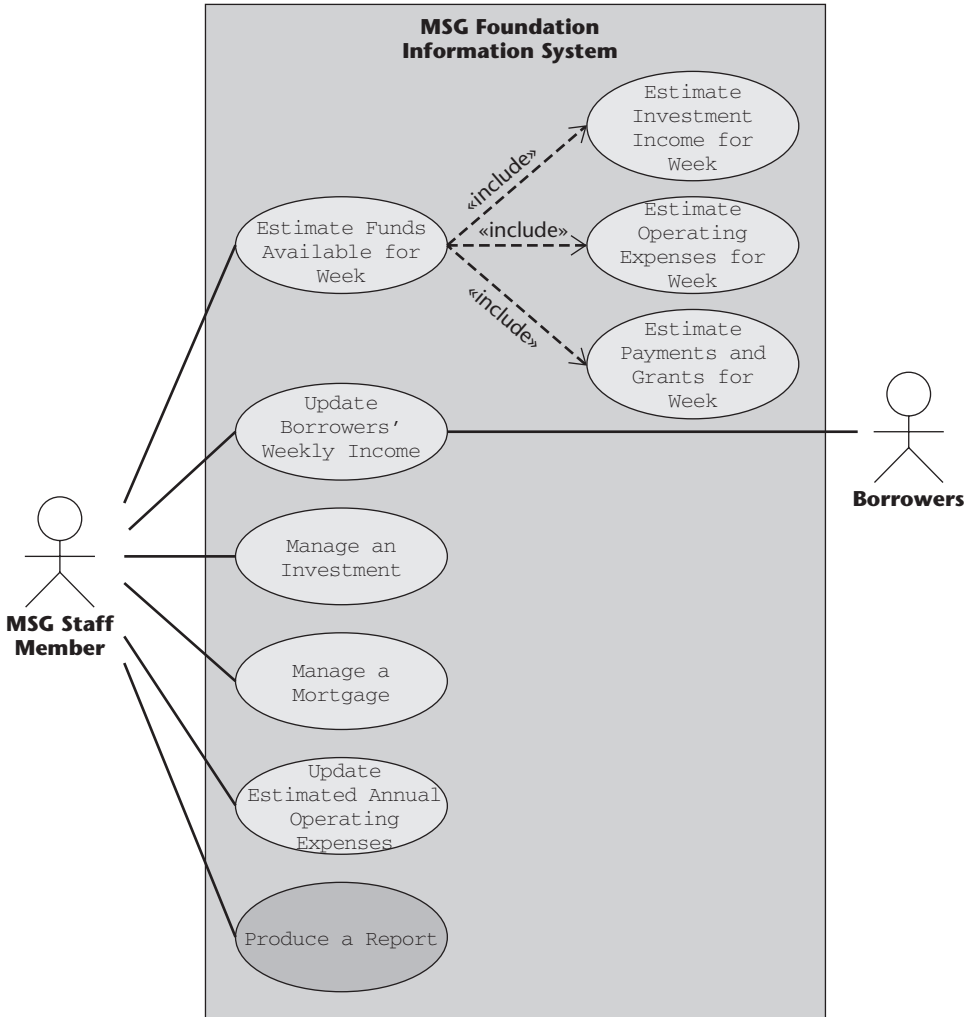 MSG Foundation
Information System
Estimate
Investment
Income for
Week
«include»
Estimate Funds
Available for
Week
«include»
Estimate
Operating
Expenses for
Week
«include»
Estimate
Payments and
Grants for
Week
Update
Borrowers’
Weekly Income
Borrowers
Manage an
Investment
MSG Staff
Member
Manage a
Mortgage
Update
Estimated Annual
Operating
Expenses
Produce a Report